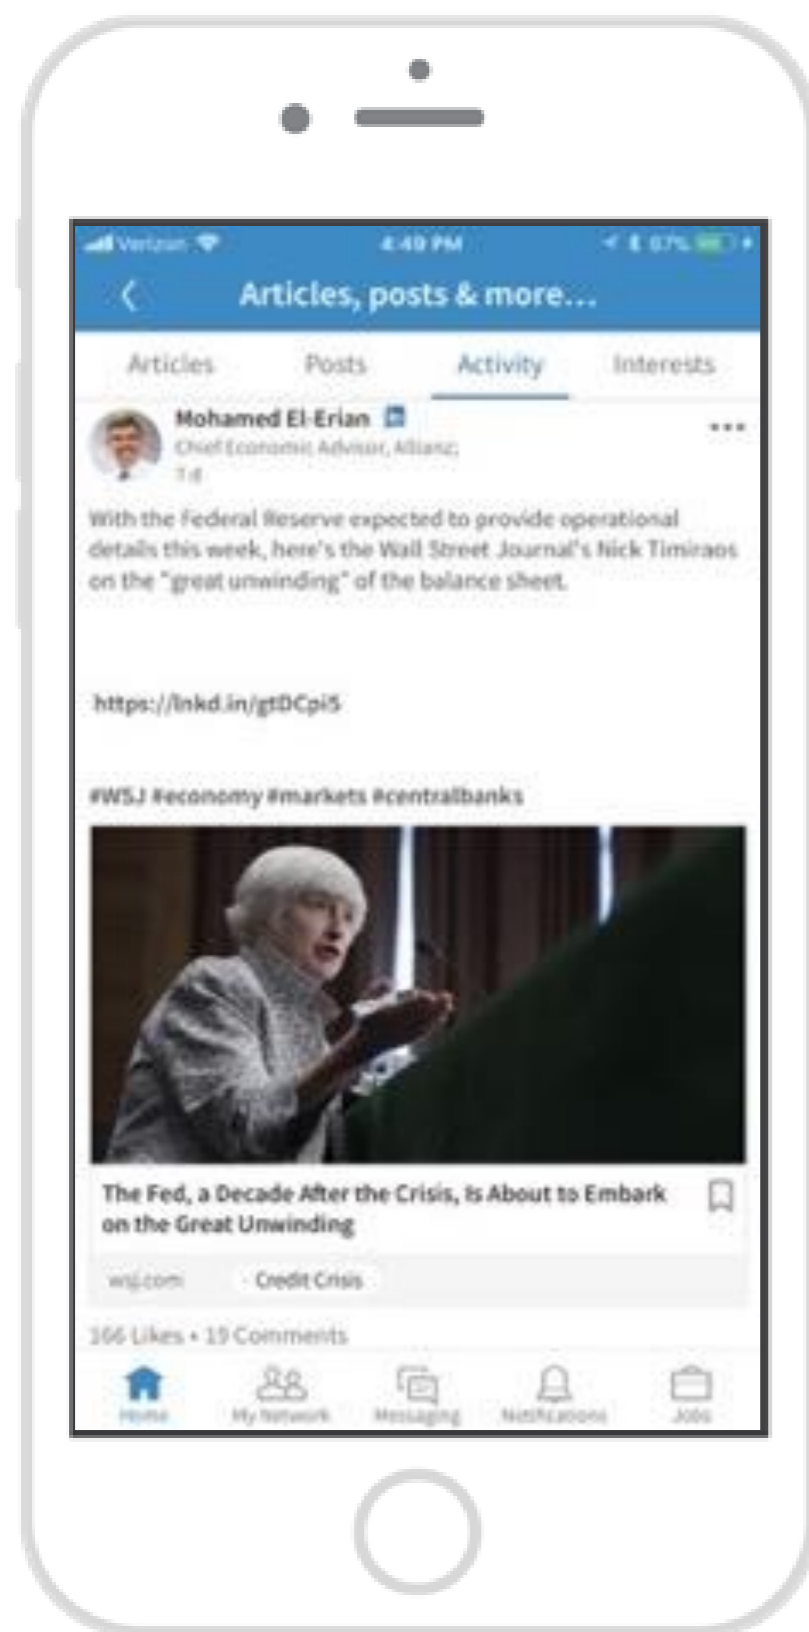 Verizon 4:49 PM 67%
Articles, posts & more...
Articles Posts Activity Interests
Mohamed El-Erian in
Chief Economic Advisor, Allianz,
With the Federal Reserve expected to provide operational
details this week, here's the Wall Street Journal's Nick Timiraos
on the "great unwinding" of the balance sheet.
https://lnkd.in/gtDCpi5
#WSJ #economy #markets #centralbanks
The Fed, a Decade After the Crisis, Is About to Embark
on the Great Unwinding
wsj.com · Credit Crisis
166 Likes • 19 Comments
Home My Network Messaging Notifications Jobs